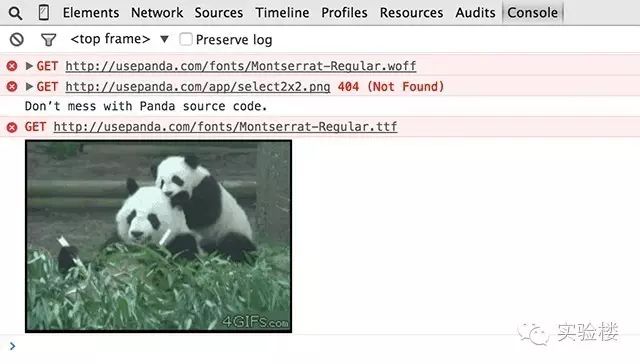 Elements Network Sources Timeline Profiles Resources Audits Console
<top frame> Preserve log
GET http://usepanda.com/fonts/Montserrat-Regular.woff
GET http://usepanda.com/app/select2x2.png 404 (Not Found)
Don’t mess with Panda source code.
GET http://usepanda.com/fonts/Montserrat-Regular.ttf
4GIFs.com
实验楼